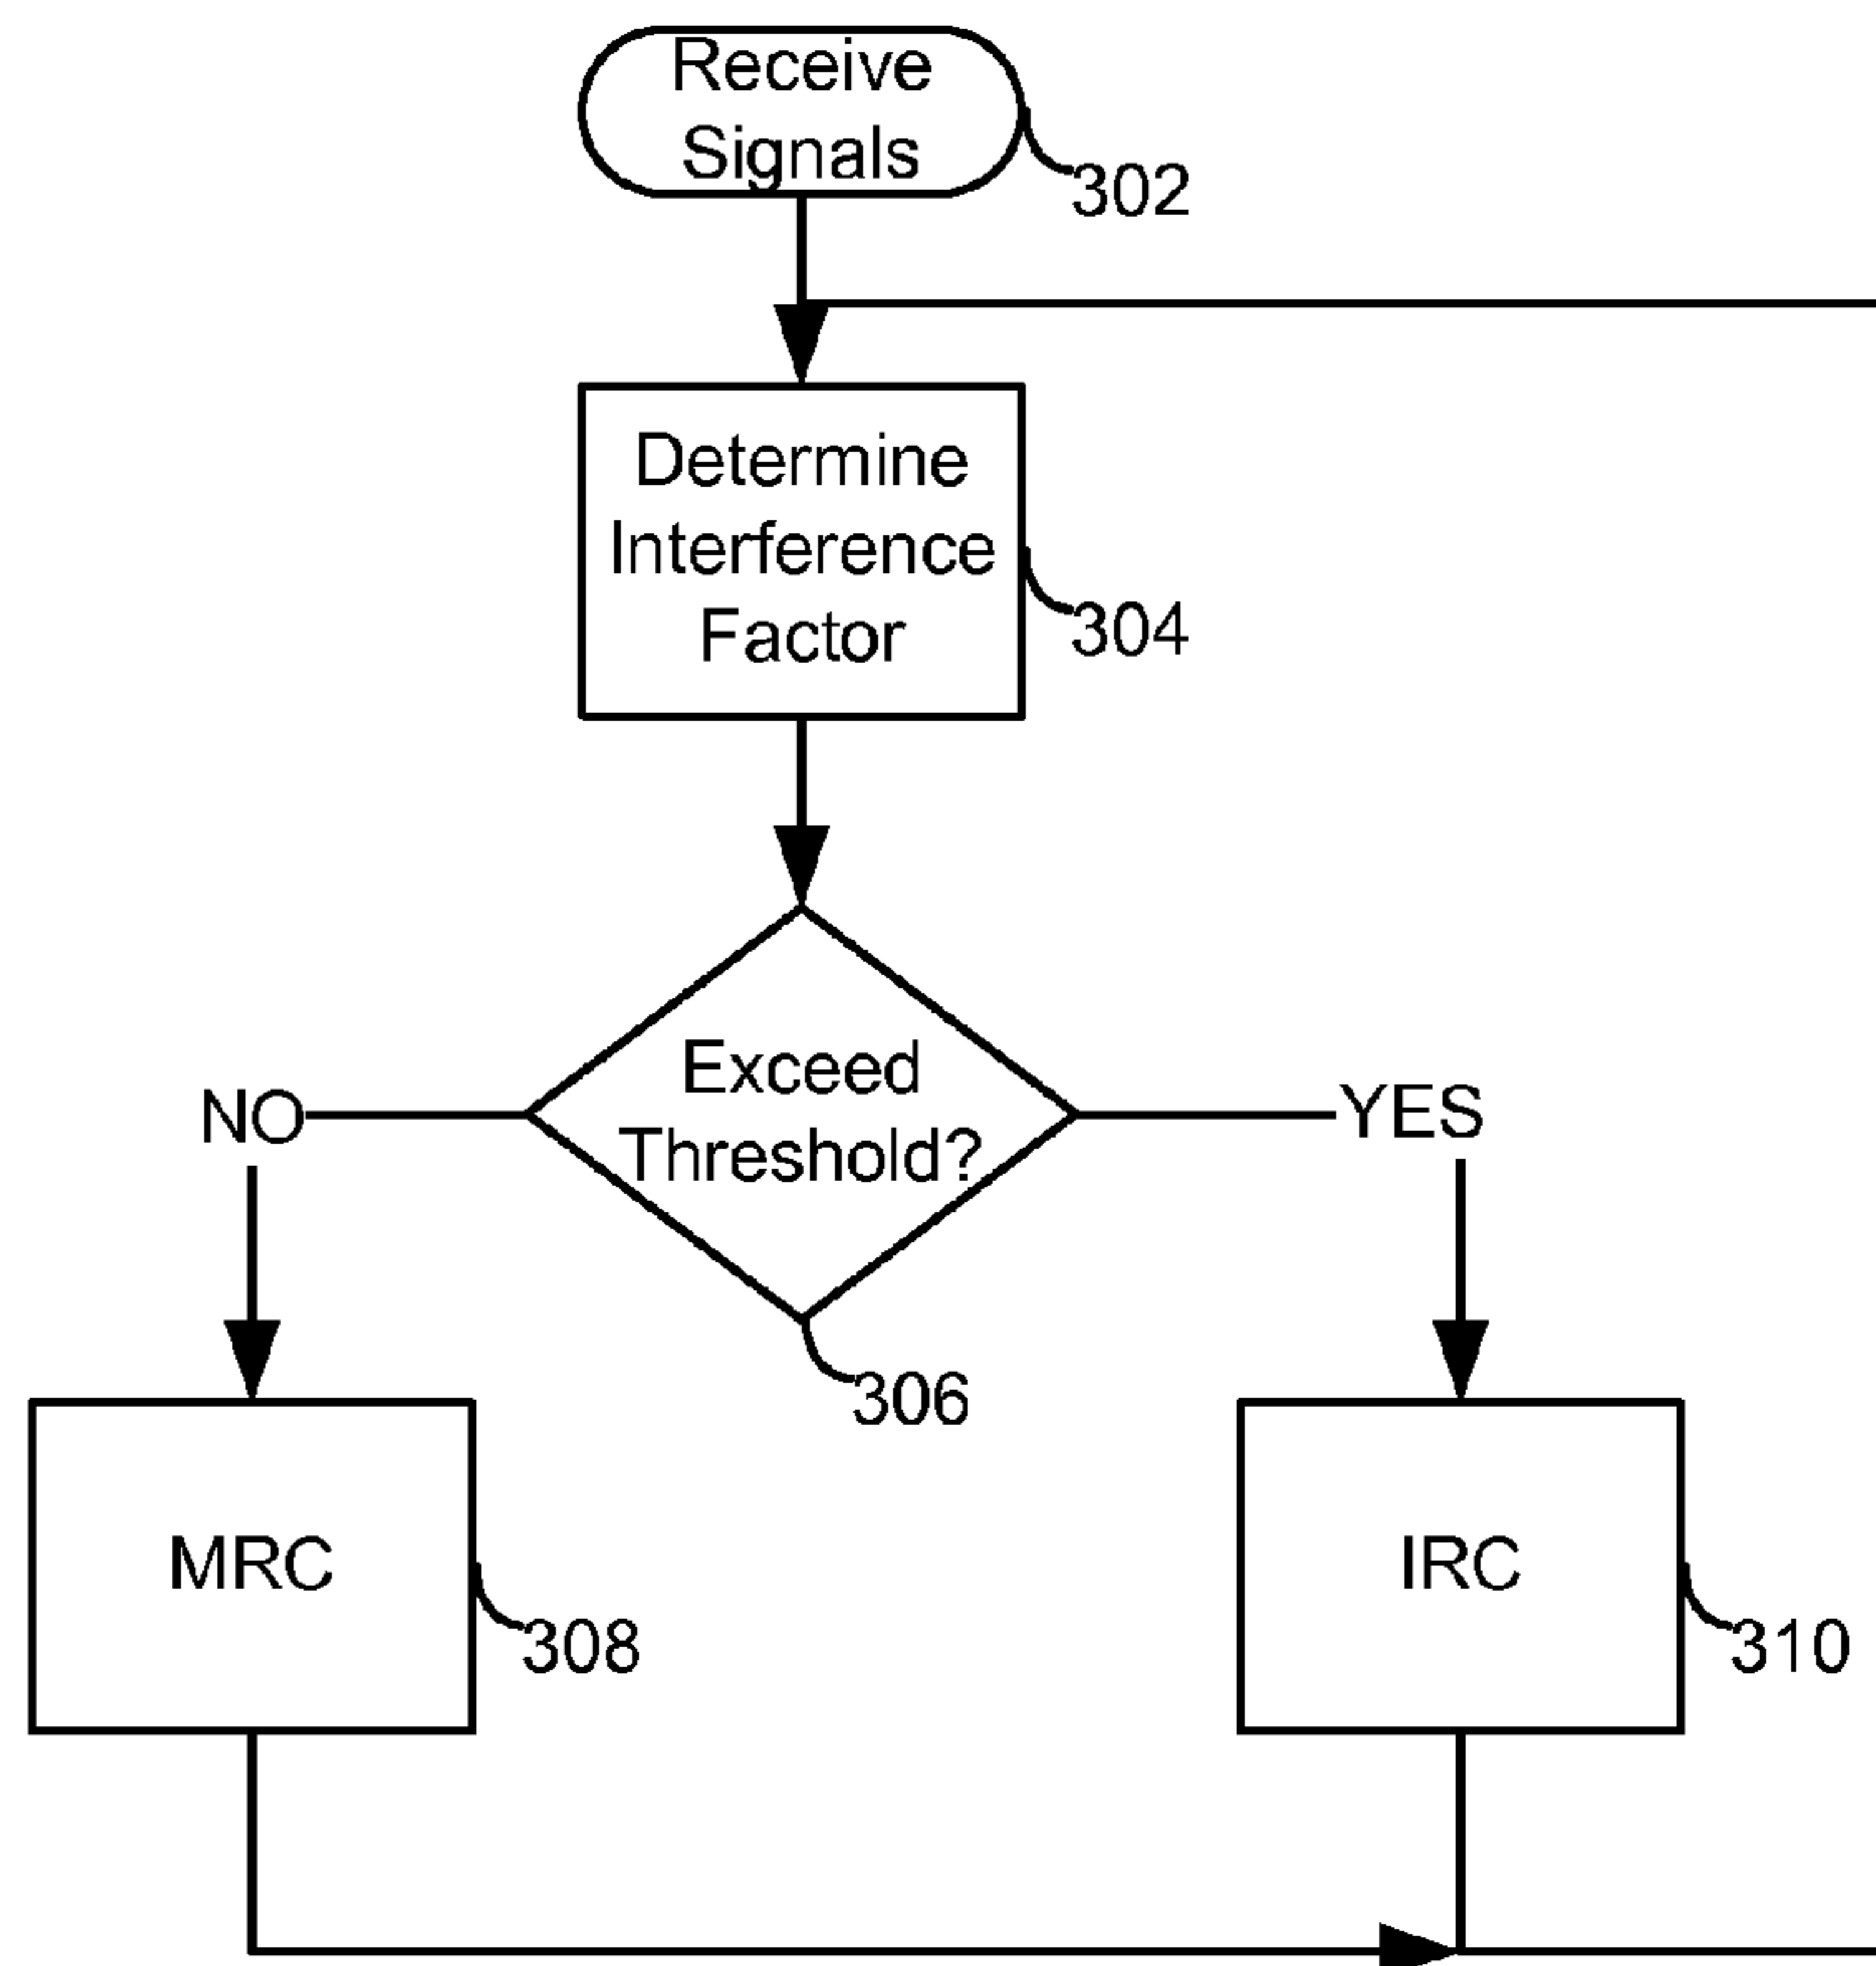 Receive
Signals
302
Determine
Interference
Factor
304
Exceed
Threshold?
NO
YES
306
MRC
308
IRC
310